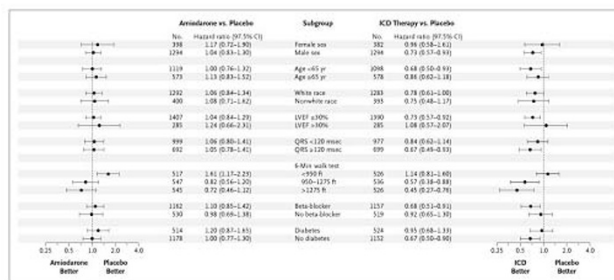 Amiodarone vs. Placebo Subgroup ICD Therapy vs. Placebo
No. Hazard ratio (97.5% CI) No. Hazard ratio (97.5% CI)
398 1.17 (0.72–1.90) Female sex 382 0.96 (0.58–1.61)
1294 1.04 (0.83–1.30) Male sex 1294 0.73 (0.57–0.93)
1119 1.00 (0.76–1.32) Age <65 yr 1098 0.68 (0.50–0.93)
573 1.13 (0.83–1.52) Age ≥65 yr 578 0.86 (0.62–1.18)
1292 1.06 (0.84–1.34) White race 1283 0.78 (0.61–1.00)
400 1.08 (0.71–1.62) Nonwhite race 393 0.75 (0.48–1.17)
1407 1.04 (0.84–1.29) LVEF ≤30% 1390 0.73 (0.57–0.92)
285 1.24 (0.66–2.31) LVEF >30% 285 1.08 (0.57–2.07)
999 1.06 (0.80–1.41) QRS <120 msec 977 0.84 (0.62–1.14)
692 1.05 (0.78–1.41) QRS ≥120 msec 699 0.67 (0.49–0.93)
6-Min walk test
517 1.61 (1.17–2.23) <950 ft 526 1.14 (0.81–1.60)
547 0.82 (0.56–1.20) 950–1275 ft 536 0.57 (0.38–0.88)
545 0.72 (0.46–1.12) >1275 ft 526 0.45 (0.27–0.76)
1162 1.10 (0.85–1.42) Beta-blocker 1157 0.68 (0.51–0.91)
530 0.98 (0.69–1.38) No beta-blocker 519 0.92 (0.65–1.30)
514 1.20 (0.87–1.65) Diabetes 524 0.95 (0.68–1.33)
1178 1.00 (0.77–1.30) No diabetes 1152 0.67 (0.50–0.90)
0.25 0.5 1.0 2.0 4.0 0.25 0.5 1.0 2.0 4.0
Amiodarone Better Placebo Better ICD Better Placebo Better